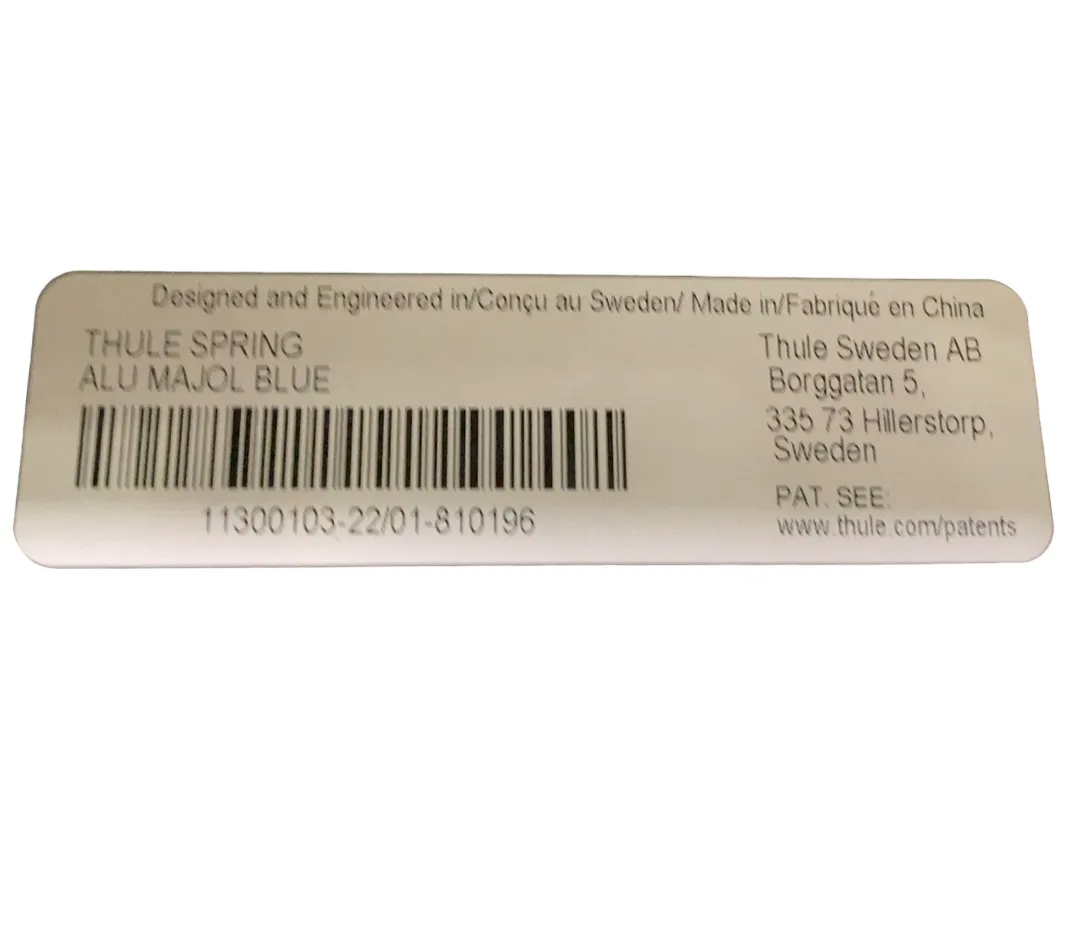 Designed and Engineered in/Conçu au Sweden/ Made in/Fabriqué en China
THULE SPRING
ALU MAJOL BLUE
11300103-22/01-810196
Thule Sweden AB
Borggatan 5,
335 73 Hillerstorp,
Sweden
PAT. SEE:
www.thule.com/patents